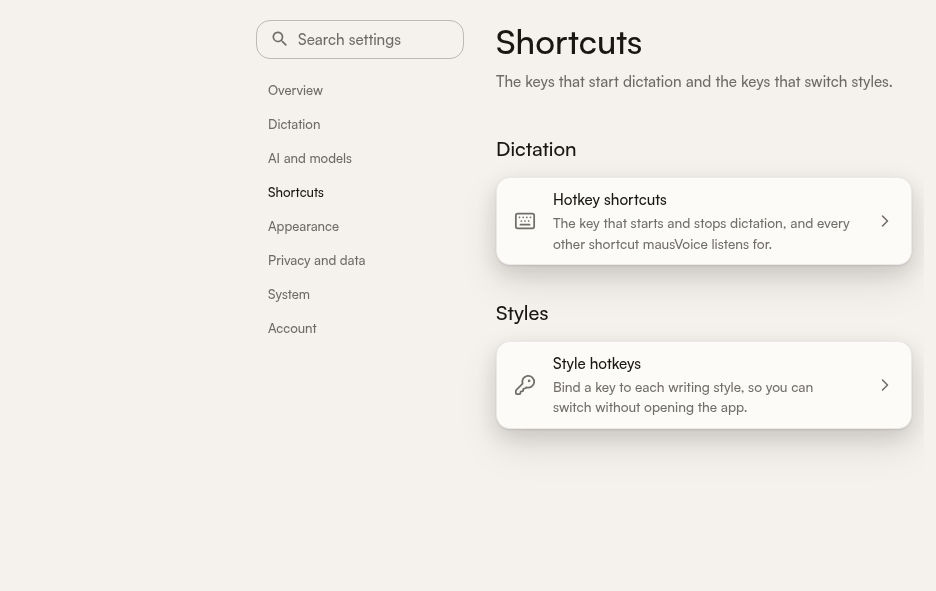 Search settings
Overview
Dictation
AI and models
Shortcuts
Appearance
Privacy and data
System
Account
Shortcuts
The keys that start dictation and the keys that switch styles.
Dictation
Hotkey shortcuts
The key that starts and stops dictation, and every
other shortcut mausVoice listens for.
Styles
Style hotkeys
Bind a key to each writing style, so you can
switch without opening the app.